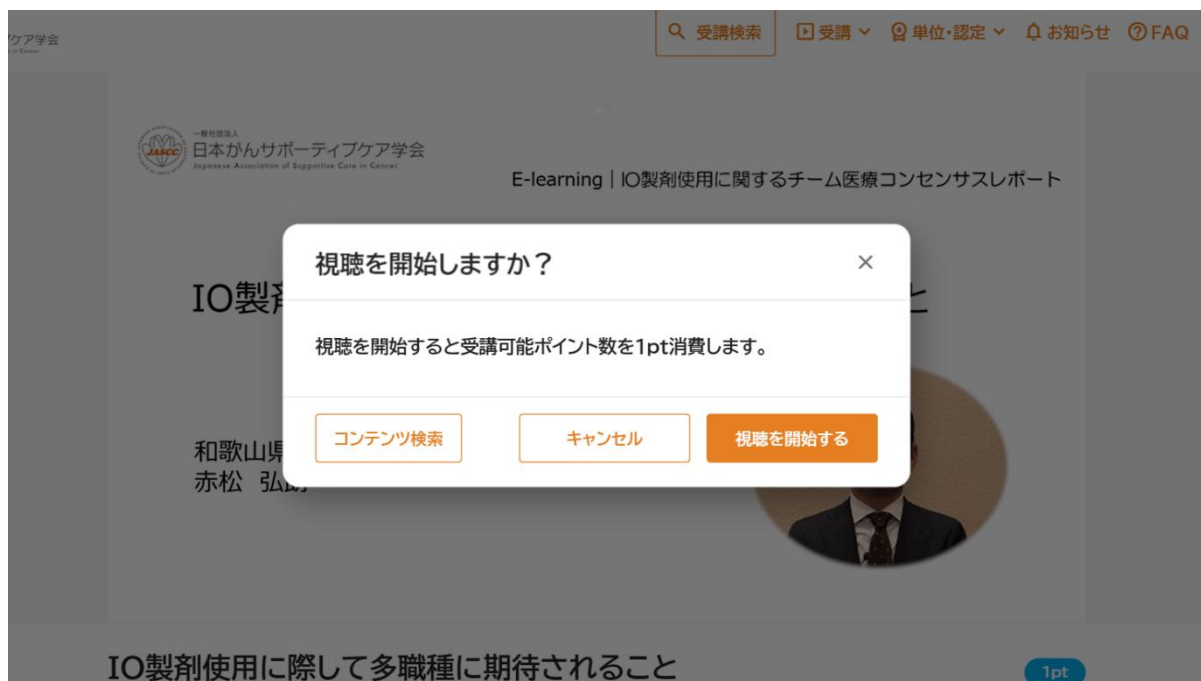 ケア学会
受講検索
受講
単位・認定
お知らせ
FAQ
一般社団法人
日本がんサポーティブケア学会
Japanese Association of Supportive Care in Cancer
JASCC
E-learning｜IO製剤使用に関するチーム医療コンセンサスレポート
視聴を開始しますか？
×
IO製剤
と
視聴を開始すると受講可能ポイント数を1pt消費します。
コンテンツ検索
キャンセル
視聴を開始する
和歌山県
赤松 弘
IO製剤使用に際して多職種に期待されること
1pt